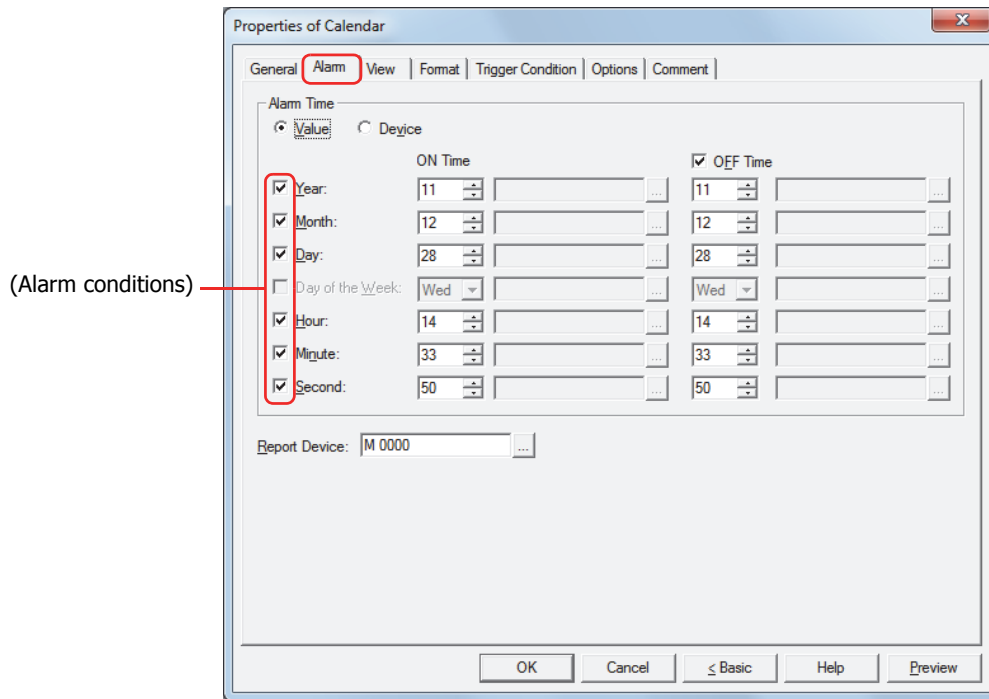 Properties of Calendar
General Alarm View Format Trigger Condition Options Comment
Alarm Time
Value Device
ON Time OFF Time
Year: 11 ... 11 ...
Month: 12 ... 12 ...
Day: 28 ... 28 ...
(Alarm conditions) Day of the Week: Wed ... Wed ...
Hour: 14 ... 14 ...
Minute: 33 ... 33 ...
Second: 50 ... 50 ...
Report Device: M 0000 ...
OK Cancel < Basic Help Preview